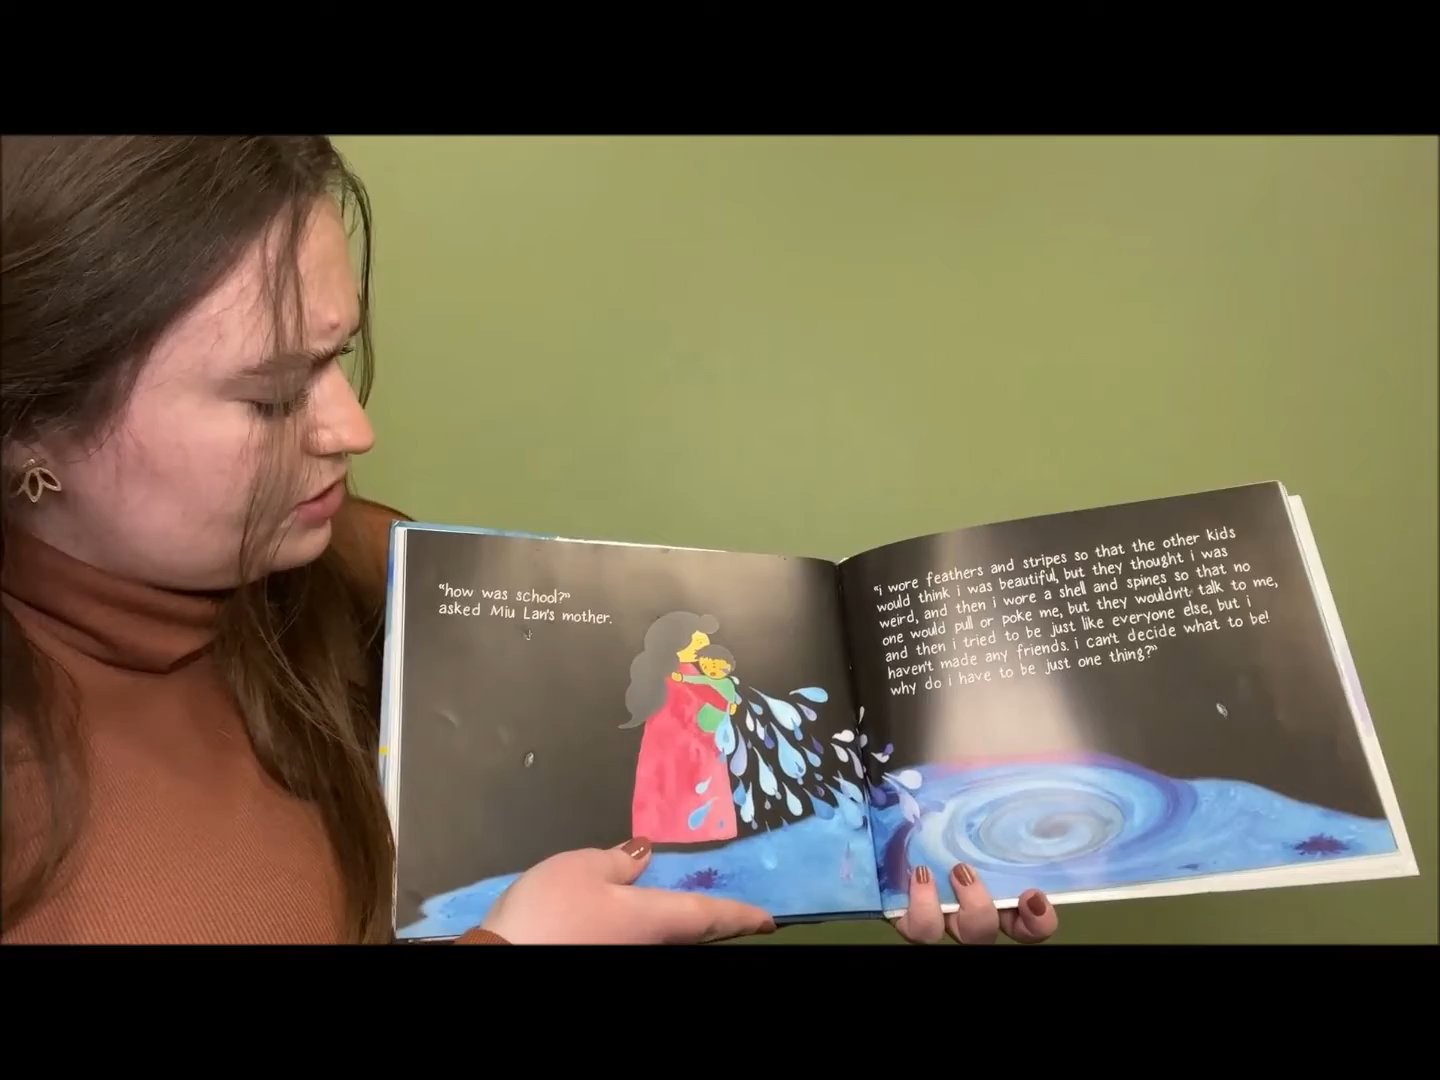 "how was school?"
asked Miu Lan's mother.
"i wore feathers and stripes so that the other kids
would think i was beautiful, but they thought i was
weird, and then i wore a shell and spines so that no
one would pull or poke me, but they wouldn't talk to me,
and then i tried to be just like everyone else, but i
haven't made any friends. i can't decide what to be!
why do i have to be just one thing?"